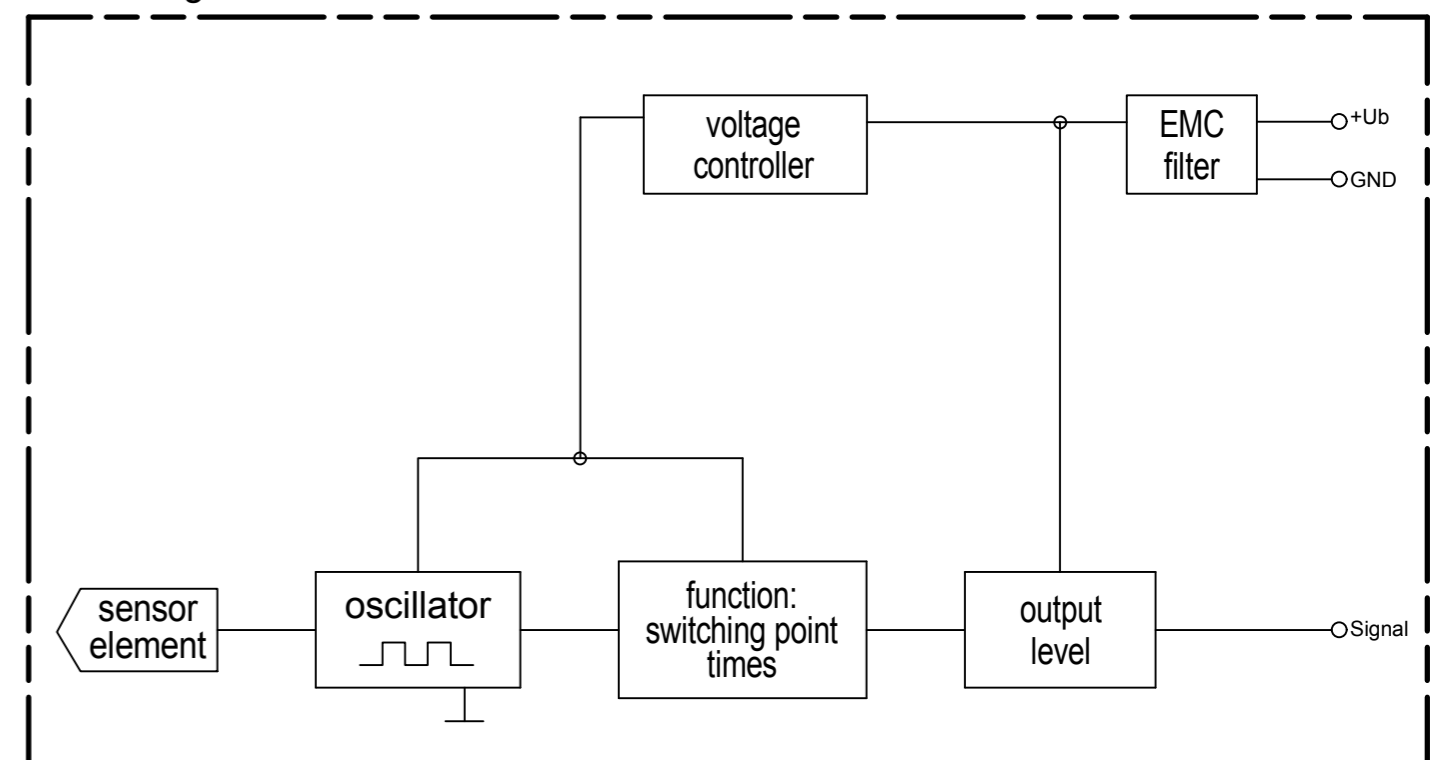 voltage
controller
EMC
filter
+Ub
GND
sensor
element
oscillator
function:
switching point
times
output
level
Signal